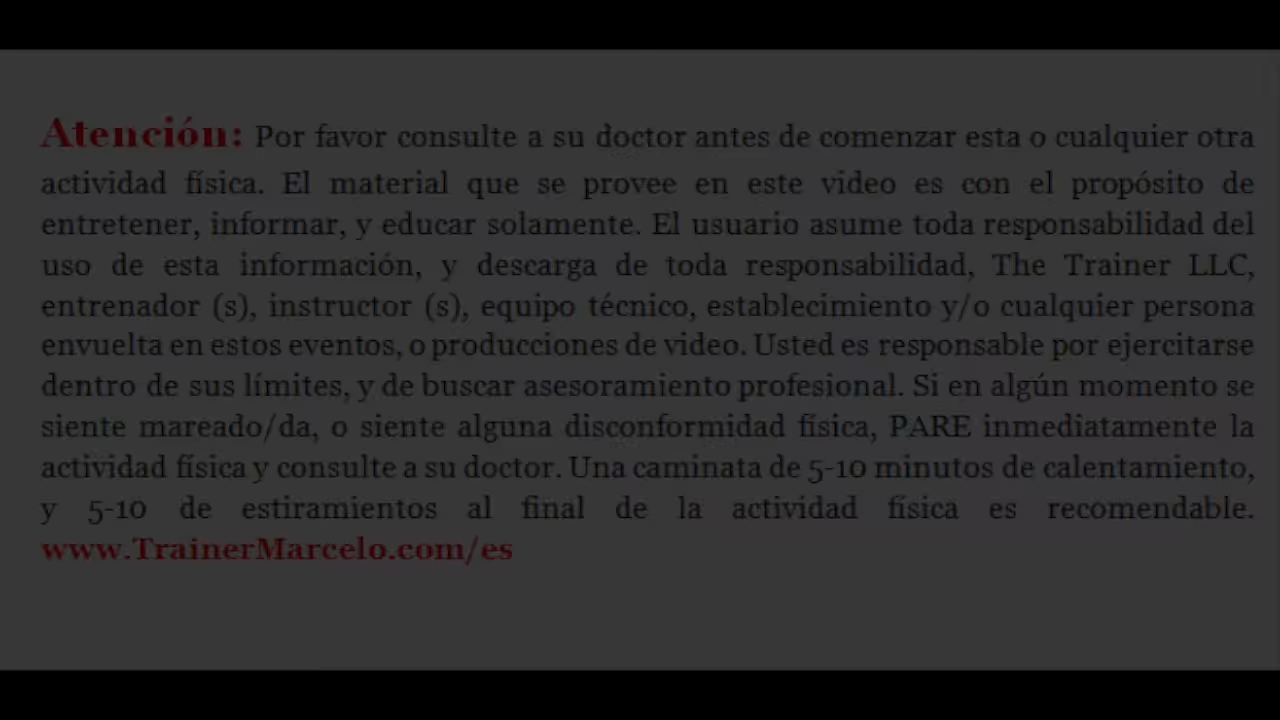 Atención: Por favor consulte a su doctor antes de comenzar esta o cualquier otra
actividad física. El material que se provee en este video es con el propósito de
entretener, informar, y educar solamente. El usuario asume toda responsabilidad del
uso de esta información, y descarga de toda responsabilidad, The Trainer LLC,
entrenador (s), instructor (s), equipo técnico, establecimiento y/o cualquier persona
envuelta en estos eventos, o producciones de video. Usted es responsable por ejercitarse
dentro de sus límites, y de buscar asesoramiento profesional. Si en algún momento se
siente mareado/da, o siente alguna disconformidad física, PARE inmediatamente la
actividad física y consulte a su doctor. Una caminata de 5-10 minutos de calentamiento,
y 5-10 de estiramientos al final de la actividad física es recomendable.
www.TrainerMarcelo.com/es